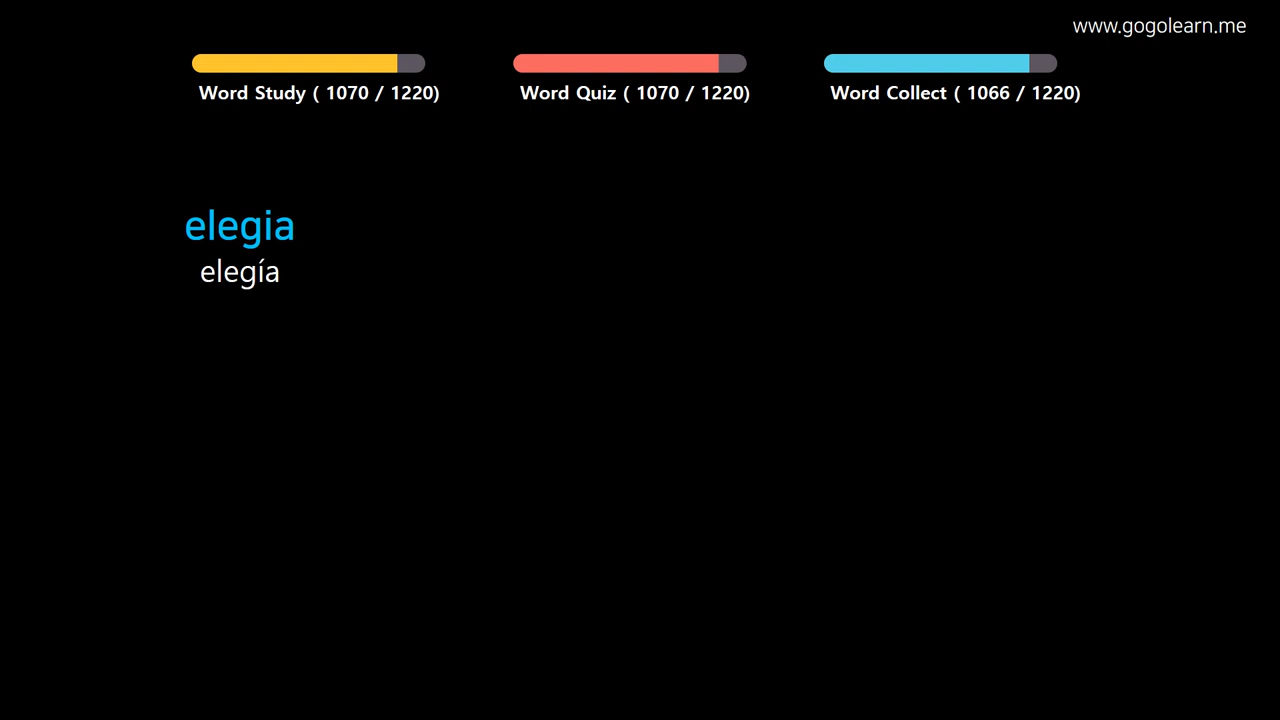 www.gogolearn.me
Word Study ( 1070 / 1220)
Word Quiz ( 1070 / 1220)
Word Collect ( 1066 / 1220)
elegia
elegía